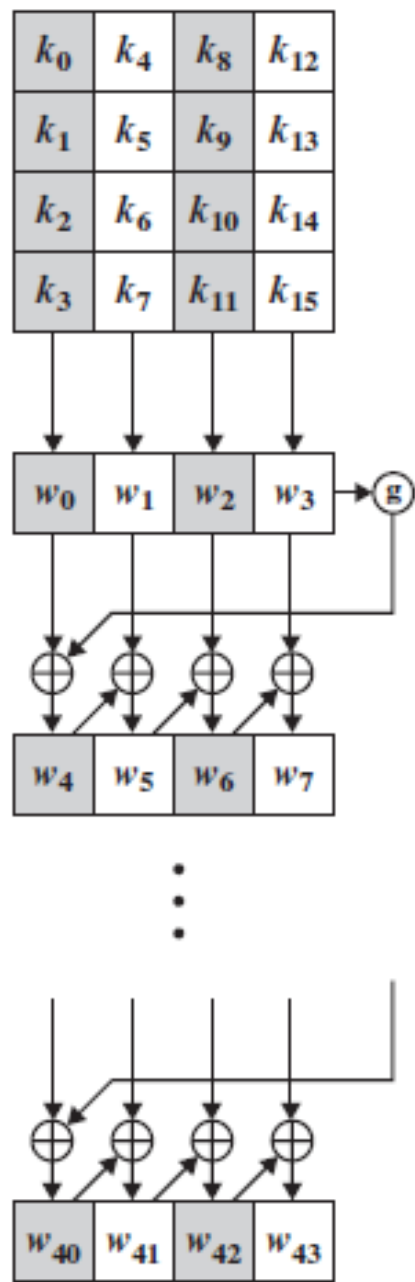 k₀ k₄ k₈ k₁₂
k₁ k₅ k₉ k₁₃
k₂ k₆ k₁₀ k₁₄
k₃ k₇ k₁₁ k₁₅
w₀ w₁ w₂ w₃ g
w₄ w₅ w₆ w₇
w₄₀ w₄₁ w₄₂ w₄₃